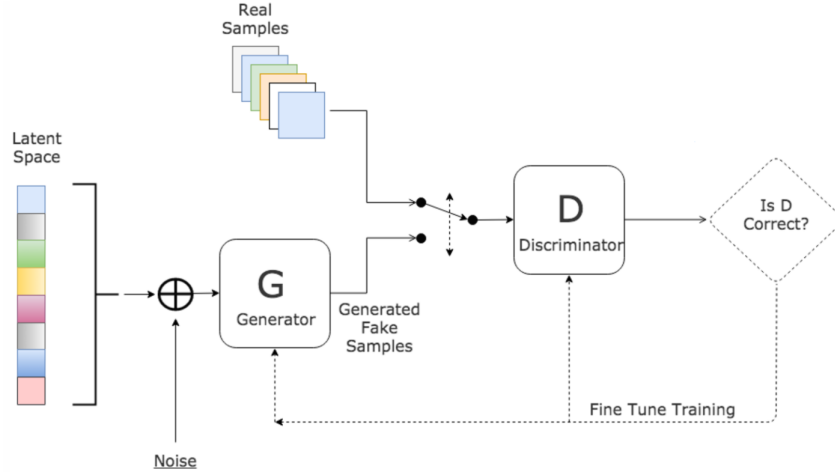 Real
Samples
Latent
Space
G
Generator
Generated
Fake
Samples
D
Discriminator
Is D
Correct?
Fine Tune Training
Noise